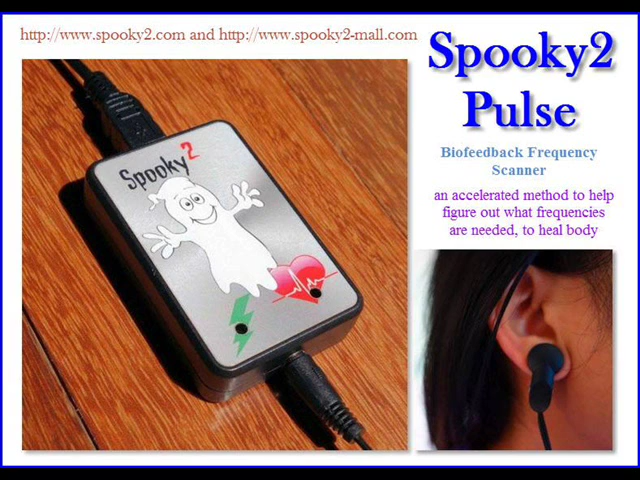 http://www.spooky2.com and http://www.spooky2-mall.com
Spooky2
Pulse
Biofeedback Frequency
Scanner
an accelerated method to help
figure out what frequencies
are needed, to heal body
Spooky2